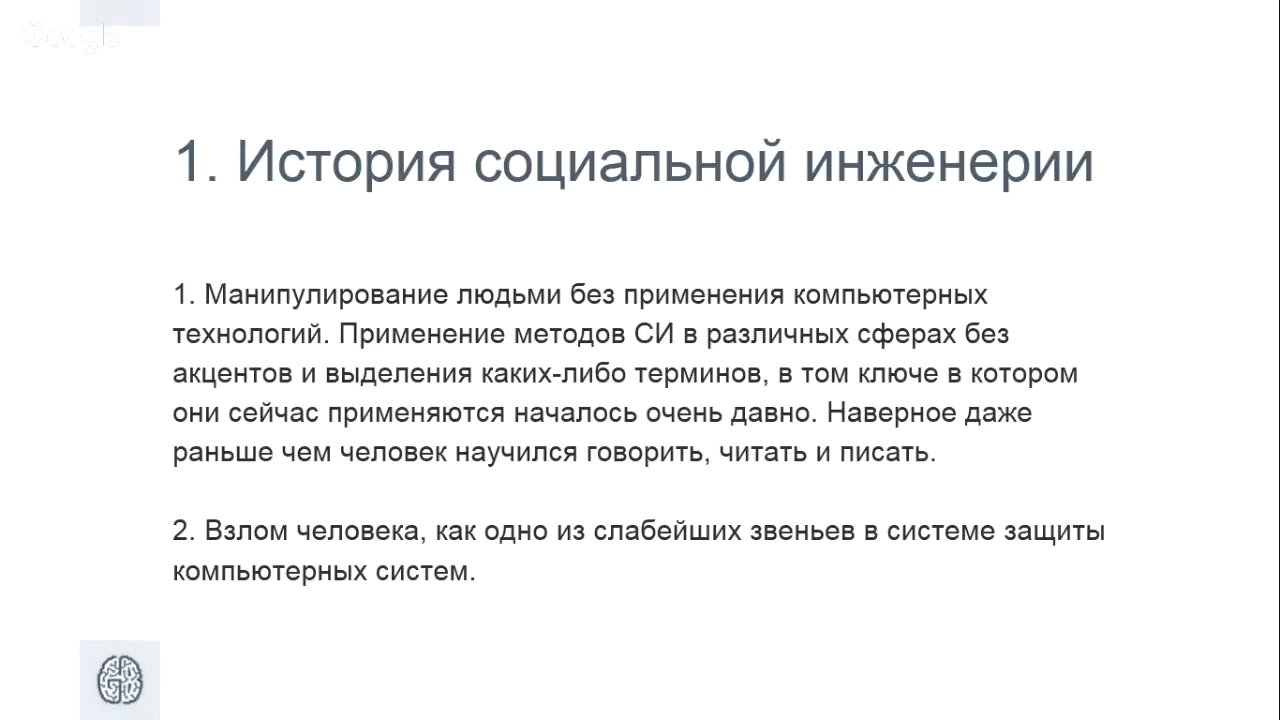 Google
1. История социальной инженерии
1. Манипулирование людьми без применения компьютерных
технологий. Применение методов СИ в различных сферах без
акцентов и выделения каких-либо терминов, в том ключе в котором
они сейчас применяются началось очень давно. Наверное даже
раньше чем человек научился говорить, читать и писать.
2. Взлом человека, как одно из слабейших звеньев в системе защиты
компьютерных систем.